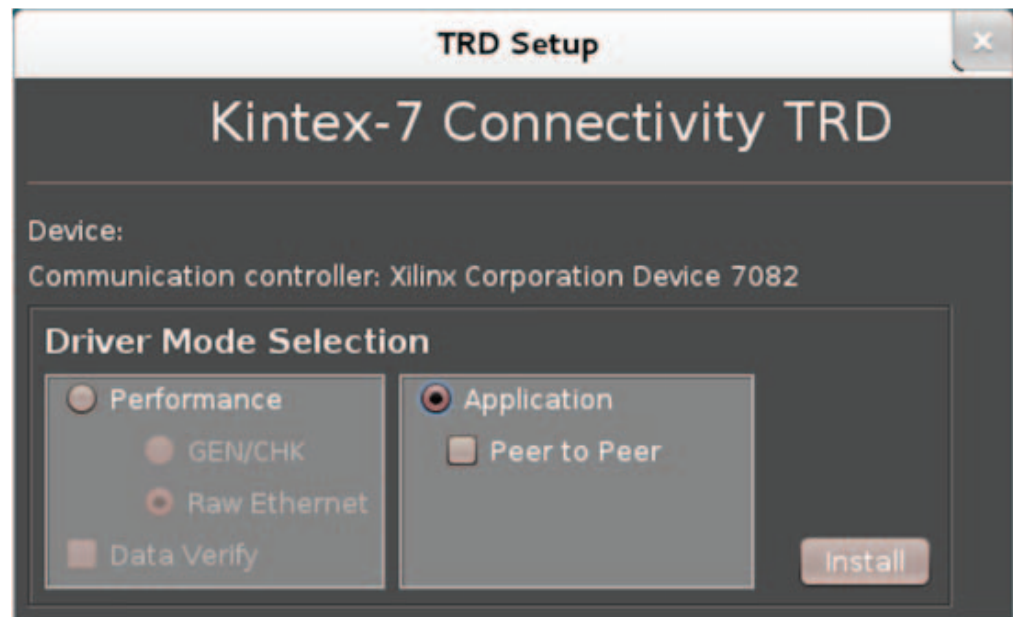 TRD Setup
×
Kintex-7 Connectivity TRD
Device:
Communication controller: Xilinx Corporation Device 7082
Driver Mode Selection
Performance
GEN/CHK
Raw Ethernet
Data Verify
Application
Peer to Peer
Install